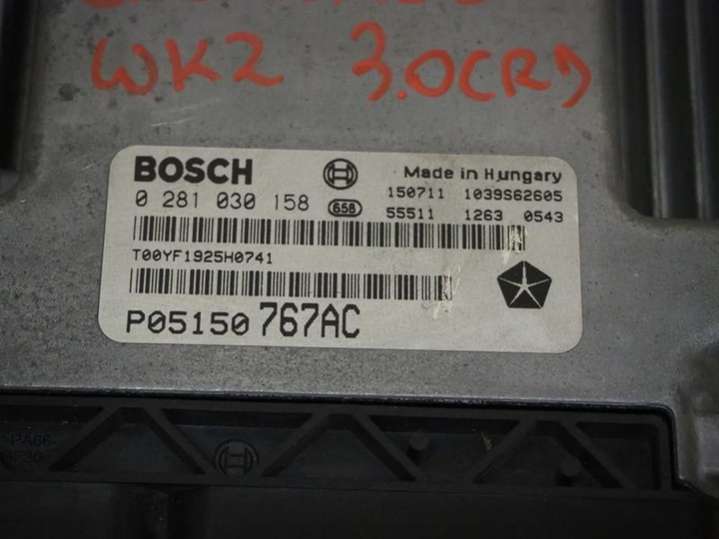 WK2 3.0CRD
BOSCH Made in Hungary
0 281 030 158 658 150711 1039S62605
55511 1263 0543
T00YF1925H0741
P05150 767AC